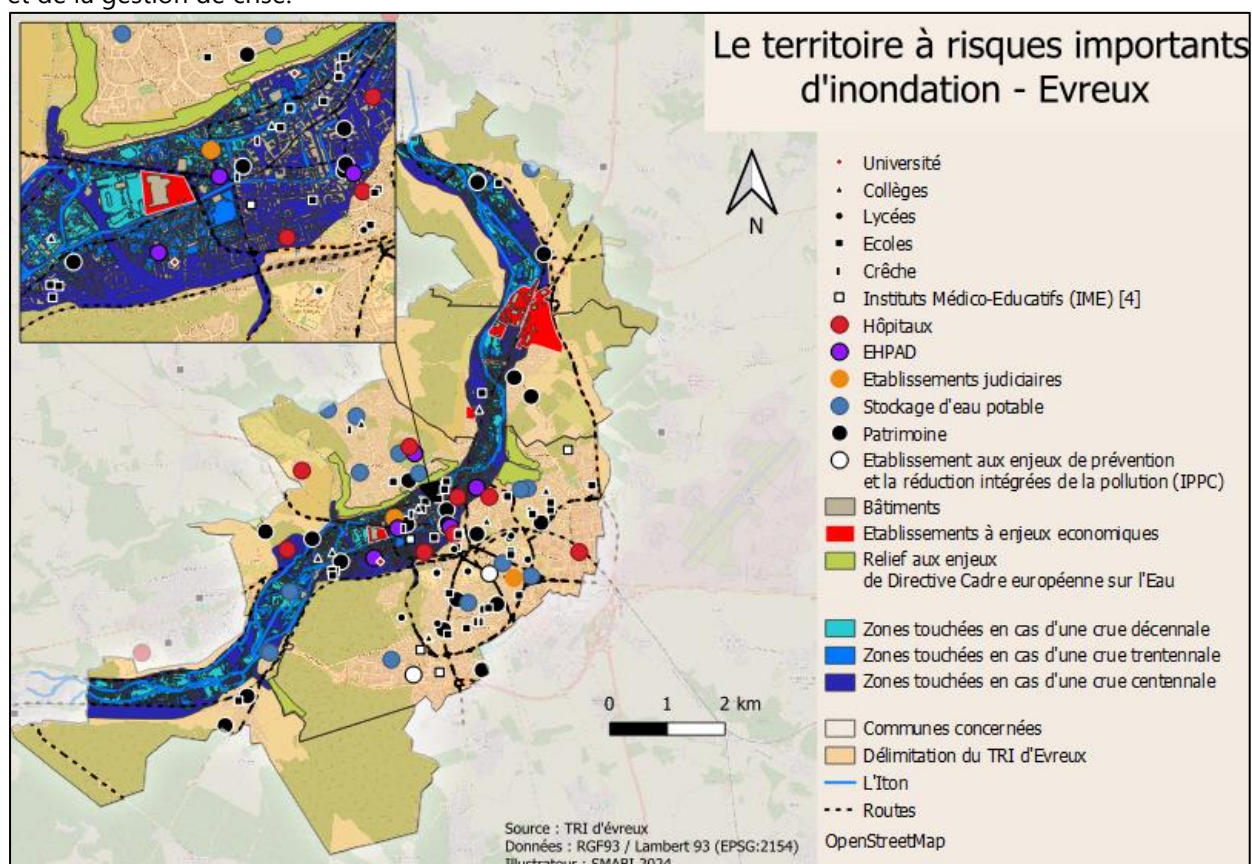 et de la gestion de crise.
Le territoire à risques importants
d'inondation - Evreux
N
Université
Collèges
Lycées
Ecoles
Crêche
Instituts Médico-Educatifs (IME) [4]
Hôpitaux
EHPAD
Etablissements judiciaires
Stockage d'eau potable
Patrimoine
Etablissement aux enjeux de prévention
et la réduction intégrées de la pollution (IPPC)
Bâtiments
Etablissements à enjeux economiques
Relief aux enjeux
de Directive Cadre européenne sur l'Eau
Zones touchées en cas d'une crue décennale
Zones touchées en cas d'une crue trentennale
Zones touchées en cas d'une crue centennale
0 1 2 km
Communes concernées
Délimitation du TRI d'Evreux
L'Iton
Routes
OpenStreetMap
Source : TRI d'évreux
Données : RGF93 / Lambert 93 (EPSG:2154)
Illustrateur : SMABI 2024